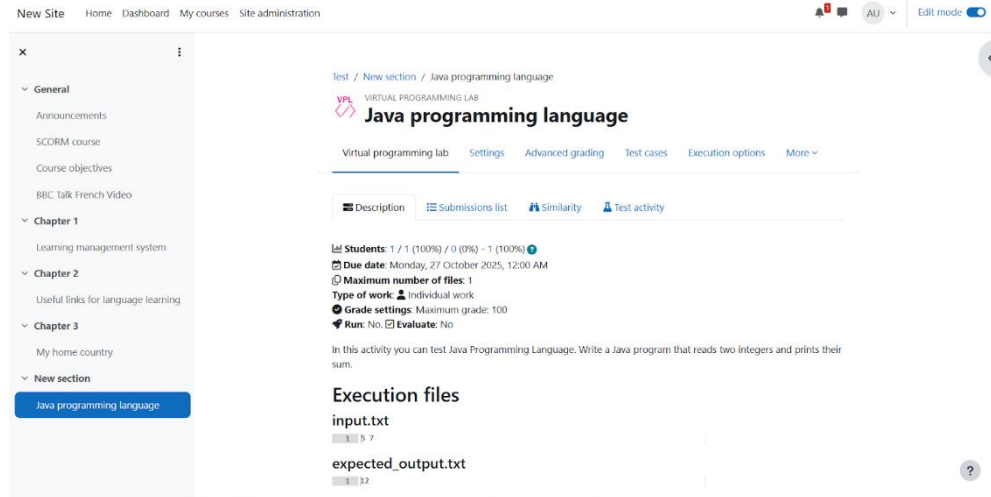 New Site Home Dashboard My courses Site administration 1 AU Edit mode
General
Announcements
SCORM course
Course objectives
BBC Talk French Video
Chapter 1
Learning management system
Chapter 2
Useful links for language learning
Chapter 3
My home country
New section
Java programming language
Test / New section / Java programming language
VPL VIRTUAL PROGRAMMING LAB
Java programming language
Virtual programming lab Settings Advanced grading Test cases Execution options More
Description Submissions list Similarity Test activity
Students: 1 / 1 (100%) / 0 (0%) - 1 (100%) ?
Due date: Monday, 27 October 2025, 12:00 AM
Maximum number of files: 1
Type of work: Individual work
Grade settings: Maximum grade: 100
Run: No. Evaluate: No
In this activity you can test Java Programming Language. Write a Java program that reads two integers and prints their
sum.
Execution files
input.txt
1 5 7
expected_output.txt
1 12
?